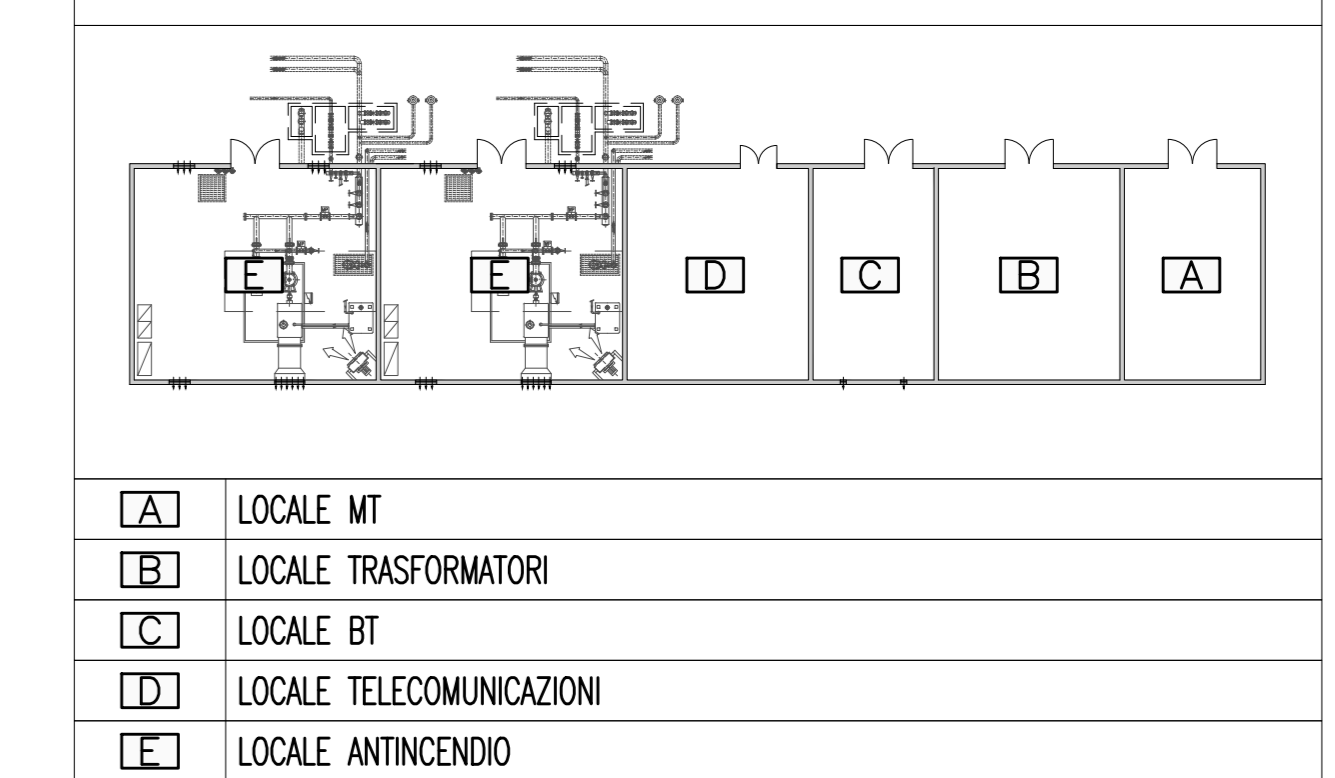 E E D C B A
A LOCALE MT
B LOCALE TRASFORMATORI
C LOCALE BT
D LOCALE TELECOMUNICAZIONI
E LOCALE ANTINCENDIO